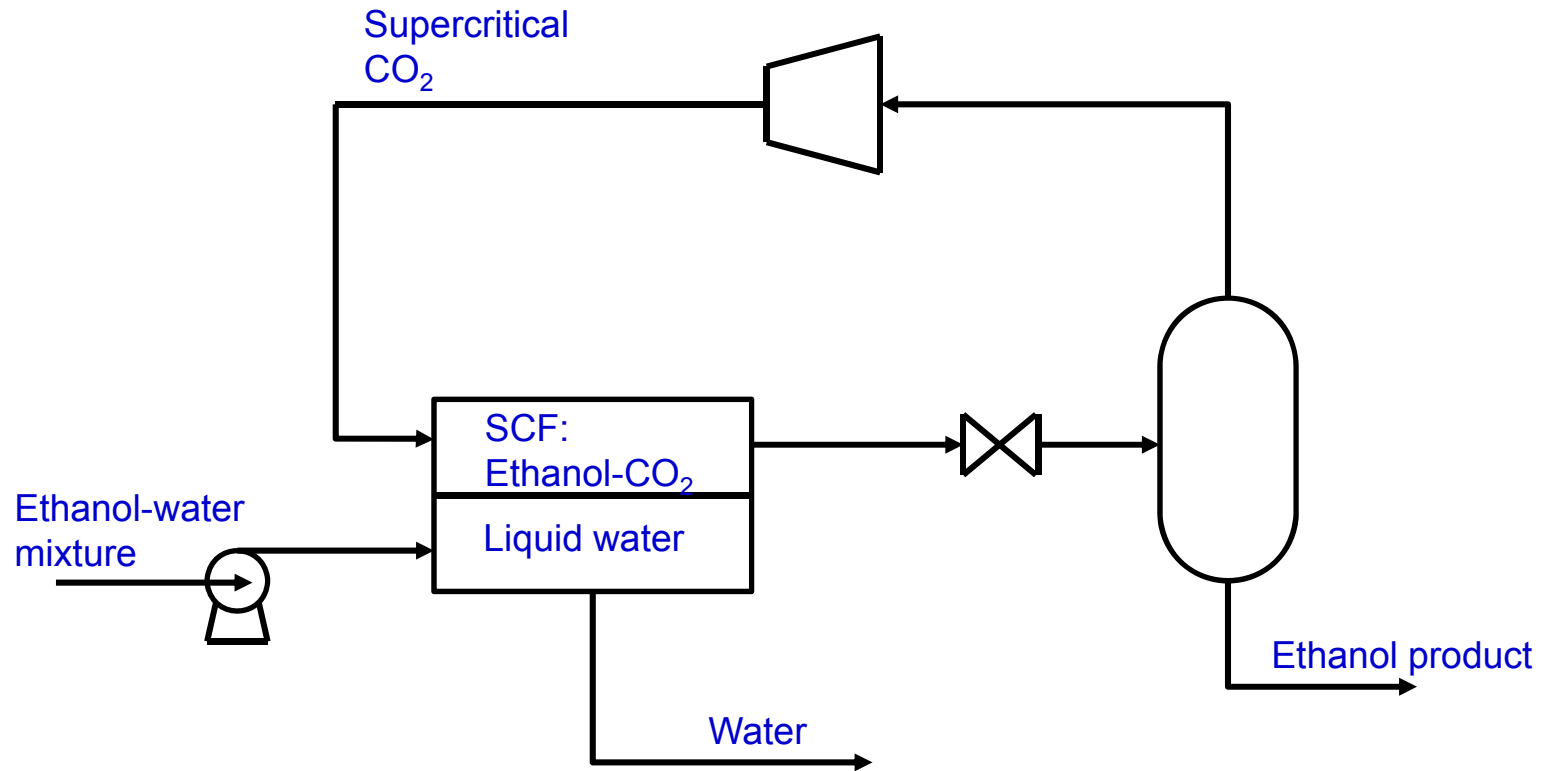 Supercritical
CO₂
SCF:
Ethanol-CO₂
Ethanol-water
mixture
Liquid water
Ethanol product
Water